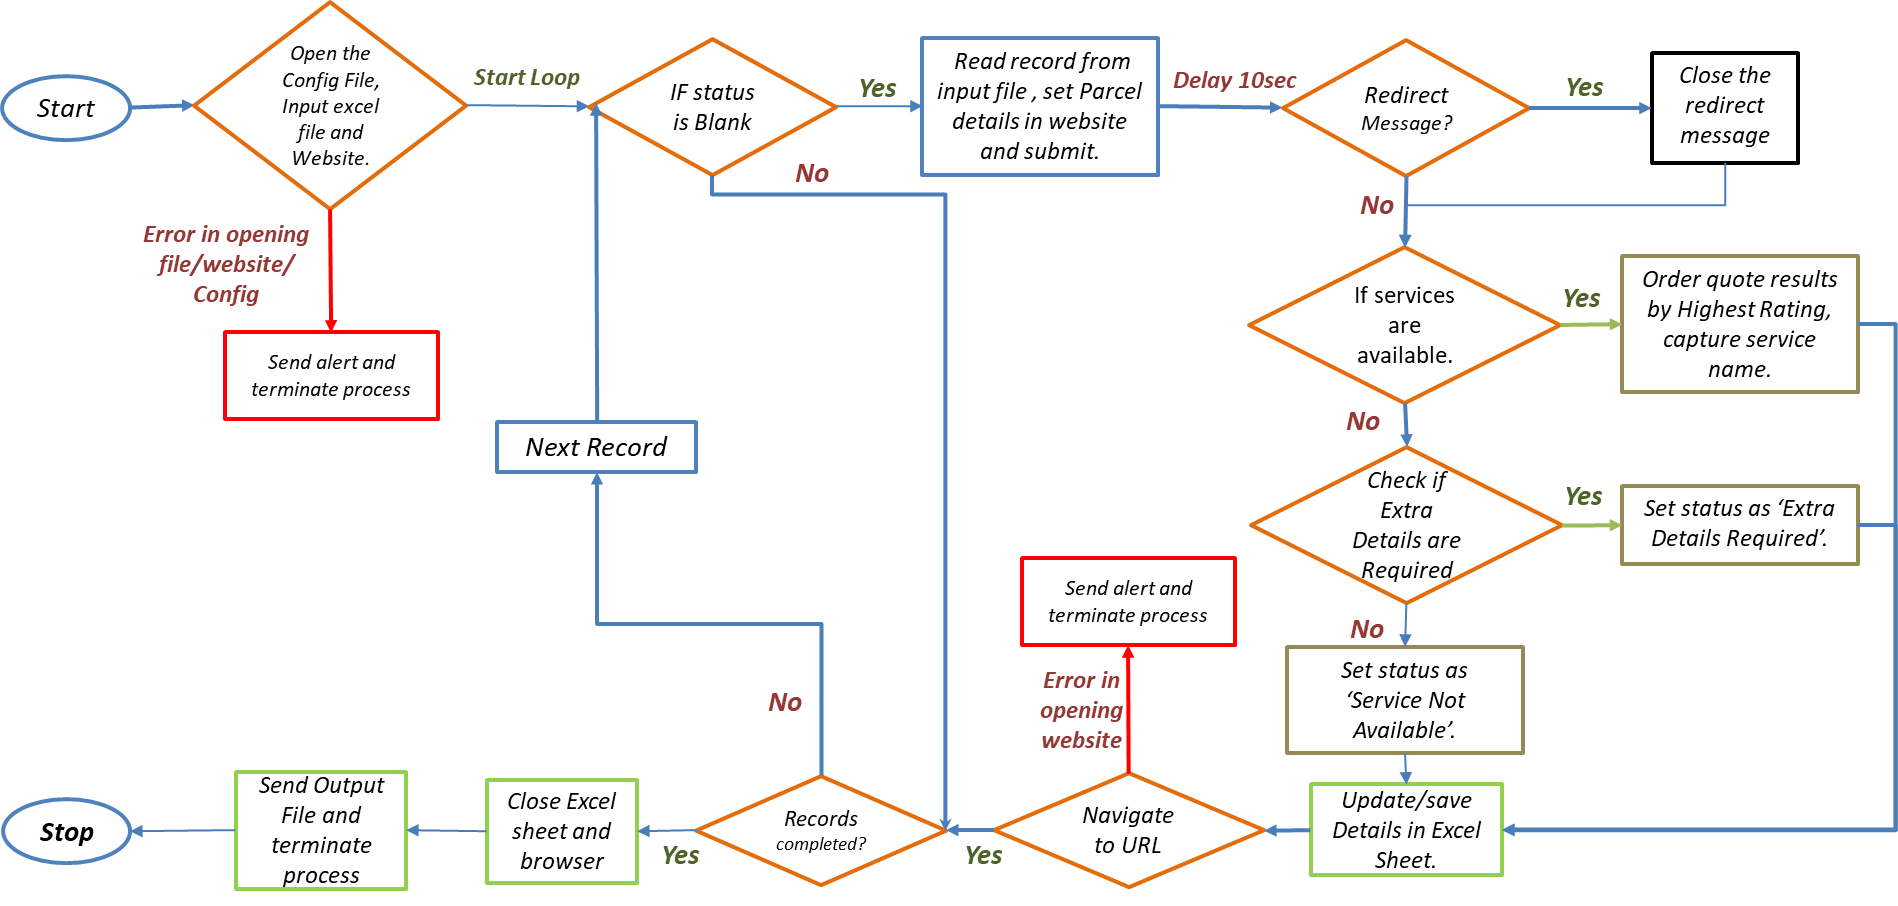 Start
Open the
Config File,
Input excel
file and
Website.
Start Loop
IF status
is Blank
Yes
Read record from
input file , set Parcel
details in website
and submit.
Delay 10sec
Redirect
Message?
Yes
Close the
redirect
message
No
No
Error in opening
file/website/
Config
Send alert and
terminate process
If services
are
available.
Yes
Order quote results
by Highest Rating,
capture service
name.
No
Next Record
Check if
Extra
Details are
Required
Yes
Set status as ‘Extra
Details Required’.
No
Send alert and
terminate process
Error in
opening
website
Set status as
‘Service Not
Available’.
No
Update/save
Details in Excel
Sheet.
Navigate
to URL
Yes
Records
completed?
Yes
Close Excel
sheet and
browser
Send Output
File and
terminate
process
Stop